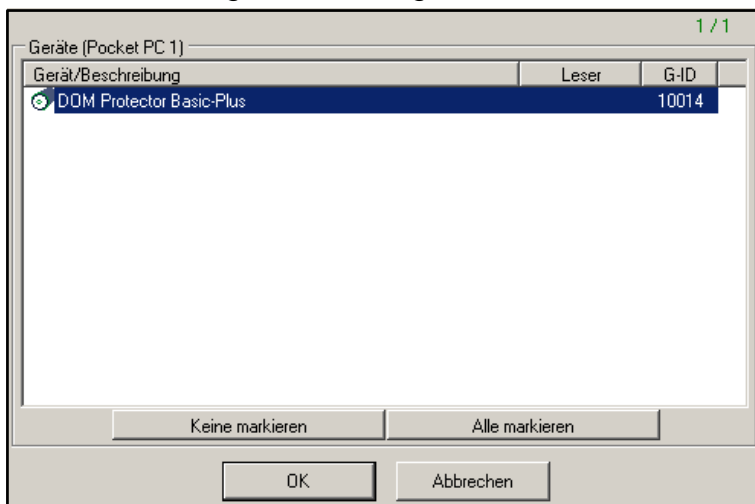 1 / 1
Geräte (Pocket PC 1)
Gerät/Beschreibung Leser G-ID
DOM Protector Basic-Plus 10014
Keine markieren Alle markieren
OK Abbrechen